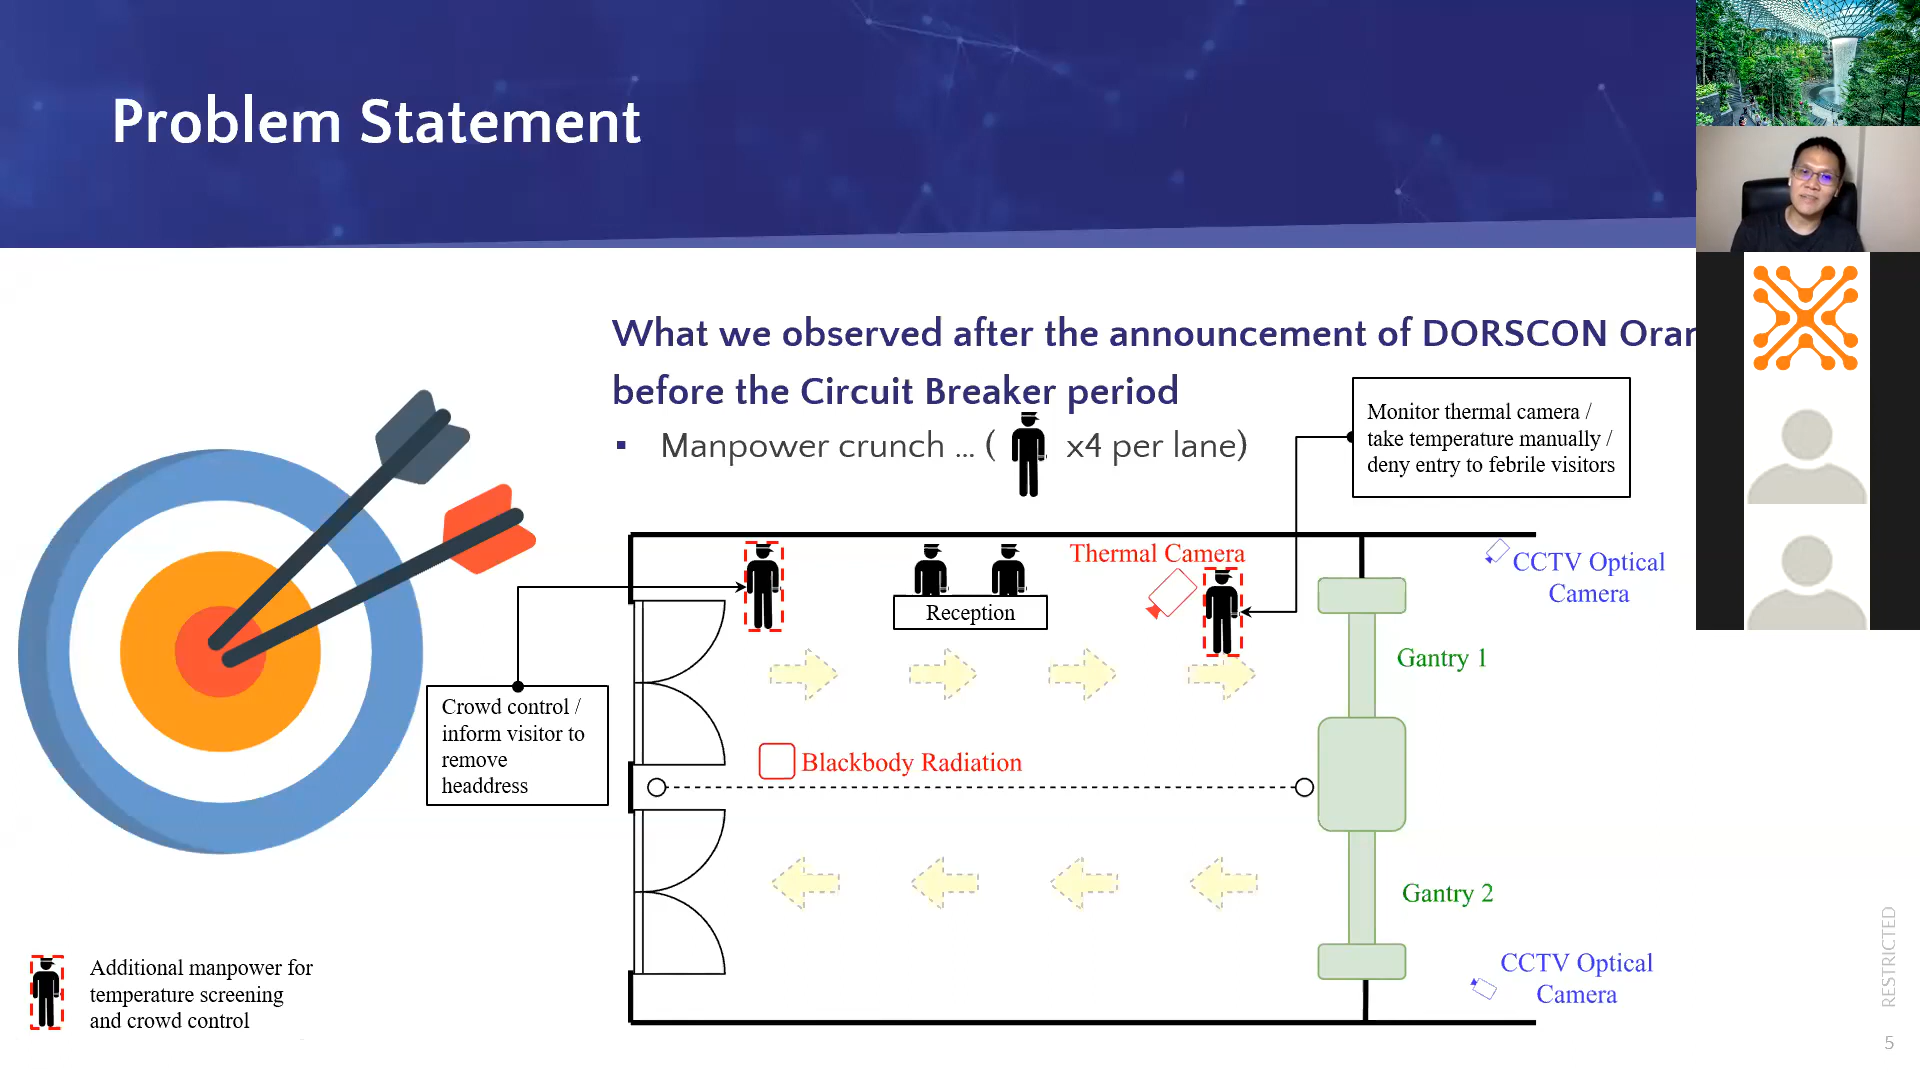 Problem Statement
What we observed after the announcement of DORSCON
before the Circuit Breaker period
▪ Manpower crunch ... ( x4 per lane)
Monitor thermal camera /
take temperature manually /
deny entry to febrile visitors
Thermal Camera
CCTV Optical
Camera
Reception
Gantry 1
Crowd control /
inform visitor to
remove
headdress
Blackbody Radiation
Gantry 2
CCTV Optical
Camera
Additional manpower for
temperature screening
and crowd control
RESTRICTED
5